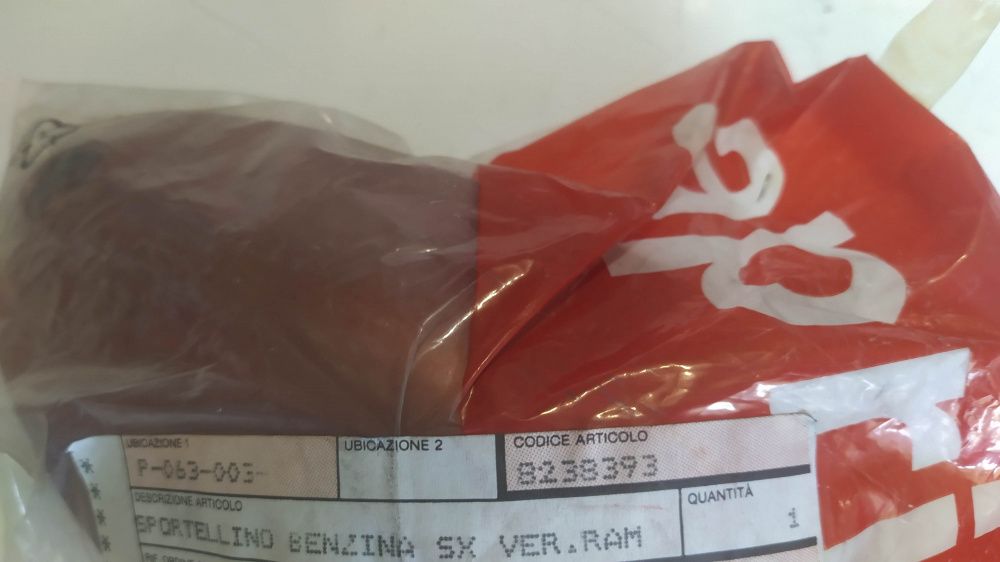 UBICAZIONE 1
P-063-003-
UBICAZIONE 2
CODICE ARTICOLO
8238393
DESCRIZIONE ARTICOLO
SPORTELLINO BENZINA SX VER.RAM
QUANTITÀ
1
*
*
*
*